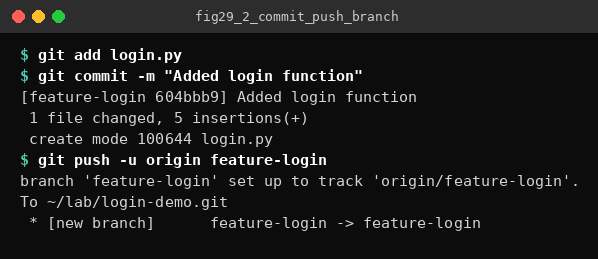 fig29_2_commit_push_branch
$ git add login.py
$ git commit -m "Added login function"
[feature-login 604bbb9] Added login function
 1 file changed, 5 insertions(+)
 create mode 100644 login.py
$ git push -u origin feature-login
branch 'feature-login' set up to track 'origin/feature-login'.
To ~/lab/login-demo.git
 * [new branch]      feature-login -> feature-login